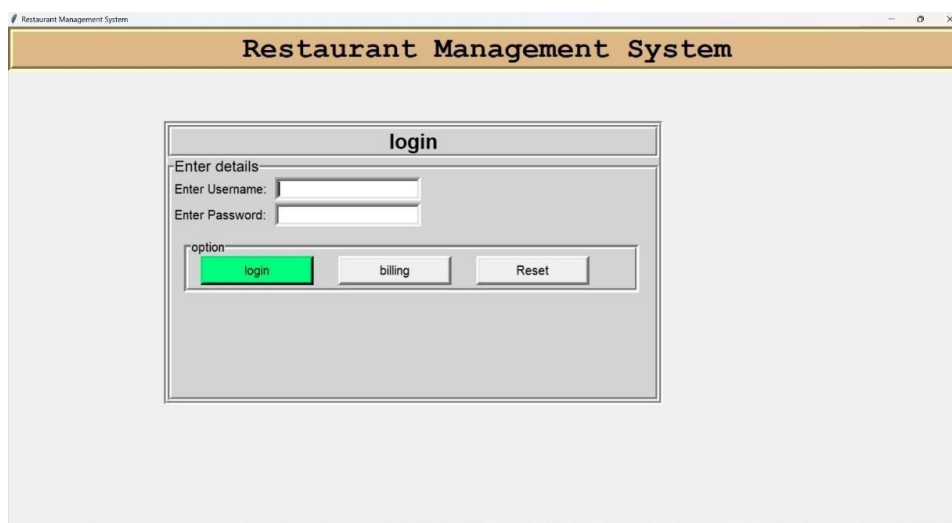 Restaurant Management System
Restaurant Management System
login
Enter details
Enter Username:
Enter Password:
option
login billing Reset